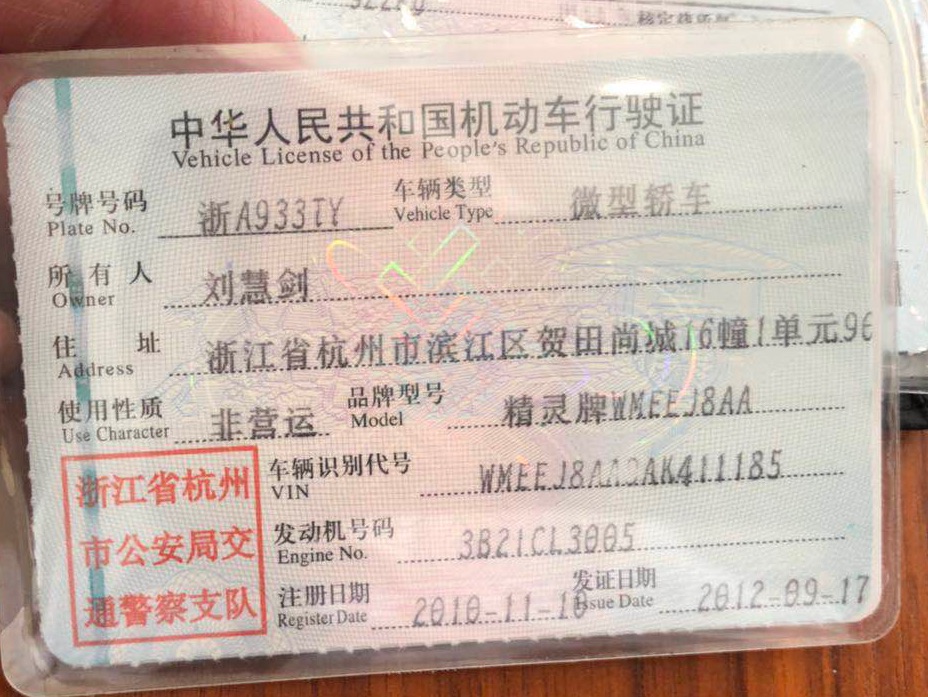 中华人民共和国机动车行驶证
Vehicle License of the People's Republic of China
号牌号码 浙A933TY 车辆类型 微型轿车
Plate No. Vehicle Type
所有人 刘慧剑
Owner
住址 浙江省杭州市滨江区贺田尚城16幢1单元96
Address
使用性质 非营运 品牌型号 精灵牌WMEEJ8AA
Use Character Model
浙江省杭州
市公安局交
通警察支队
车辆识别代号
VIN
发动机号码 3B21CL3005
Engine No.
注册日期 2010-11-18 发证日期 2012-09-17
Register Date Issue Date